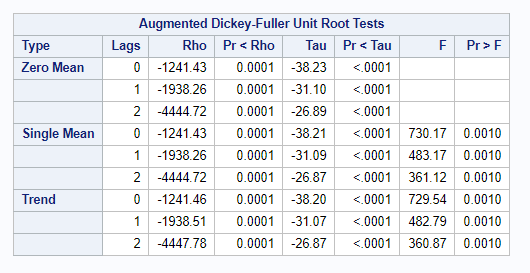 Augmented Dickey-Fuller Unit Root Tests
Type Lags Rho Pr < Rho Tau Pr < Tau F Pr > F
Zero Mean 0 -1241.43 0.0001 -38.23 <.0001
1 -1938.26 0.0001 -31.10 <.0001
2 -4444.72 0.0001 -26.89 <.0001
Single Mean 0 -1241.43 0.0001 -38.21 <.0001 730.17 0.0010
1 -1938.26 0.0001 -31.09 <.0001 483.17 0.0010
2 -4444.72 0.0001 -26.87 <.0001 361.12 0.0010
Trend 0 -1241.46 0.0001 -38.20 <.0001 729.54 0.0010
1 -1938.51 0.0001 -31.07 <.0001 482.79 0.0010
2 -4447.78 0.0001 -26.87 <.0001 360.87 0.0010